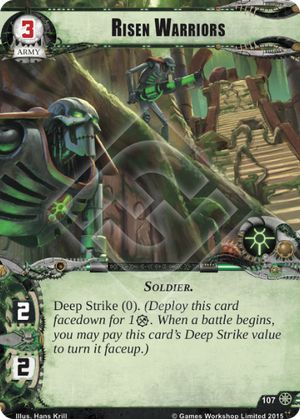 Risen Warriors
3
ARMY
Soldier.
2
2
Deep Strike (0). (Deploy this card
facedown for 1. When a battle begins,
you may pay this card's Deep Strike value
to turn it faceup.)
107
Illus. Hans Krill
© Games Workshop Limited 2015